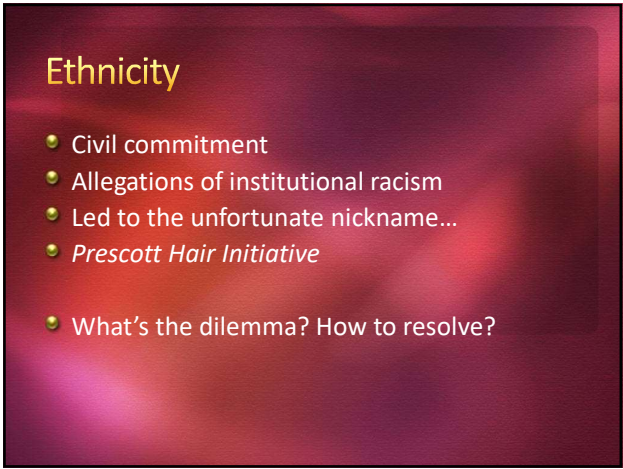 Ethnicity
Civil commitment
Allegations of institutional racism
Led to the unfortunate nickname…
Prescott Hair Initiative
What's the dilemma? How to resolve?